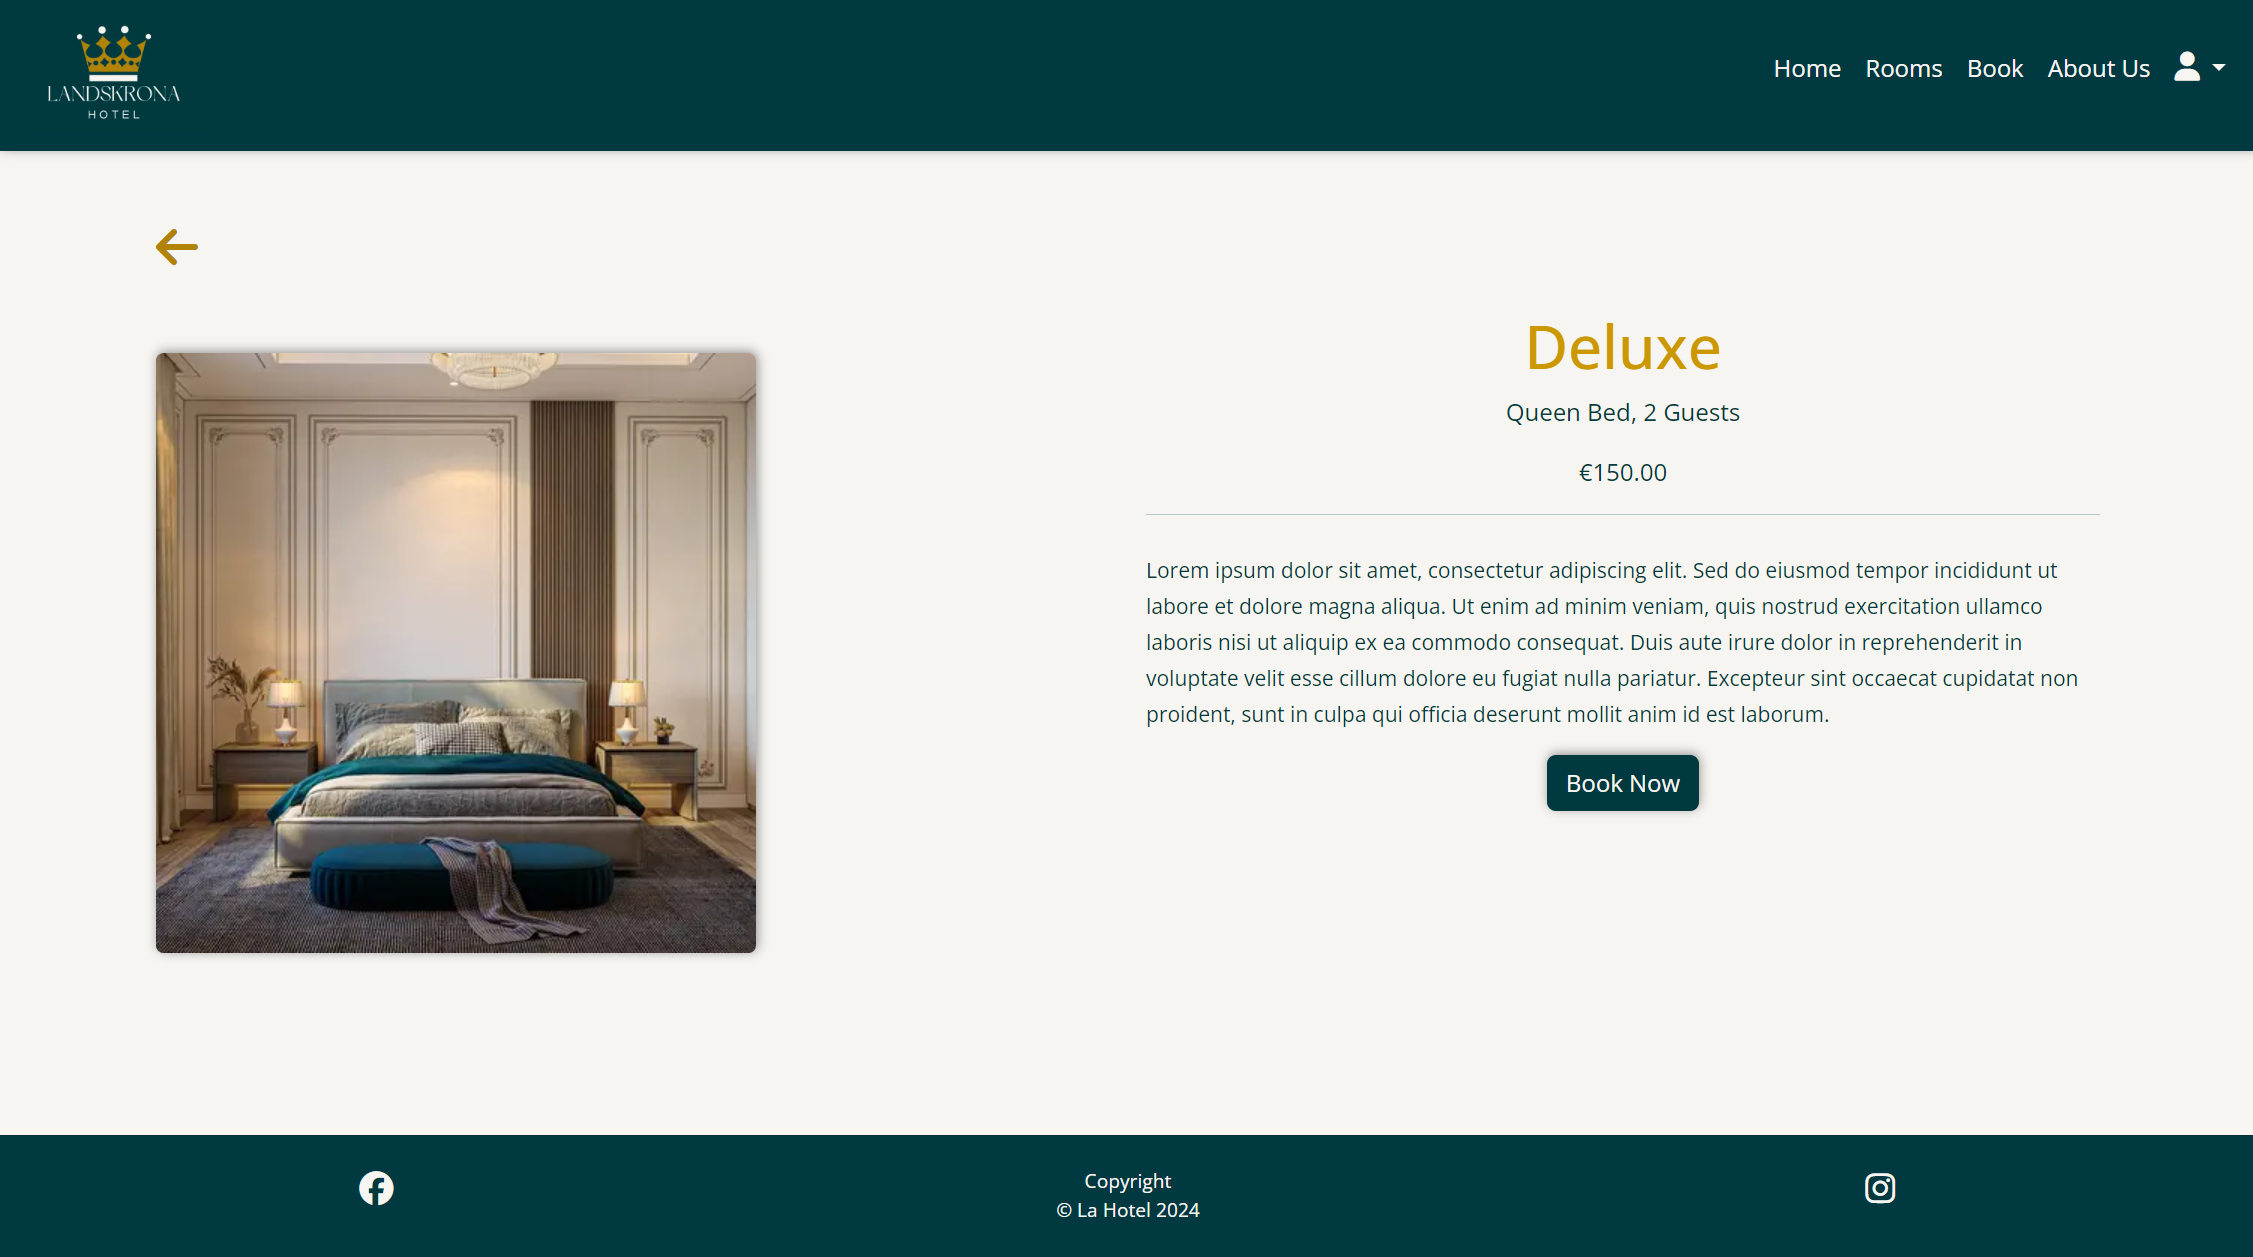 LANDSKRONA
HOTEL
Home Rooms Book About Us
Deluxe
Queen Bed, 2 Guests
€150.00
Lorem ipsum dolor sit amet, consectetur adipiscing elit. Sed do eiusmod tempor incididunt ut
labore et dolore magna aliqua. Ut enim ad minim veniam, quis nostrud exercitation ullamco
laboris nisi ut aliquip ex ea commodo consequat. Duis aute irure dolor in reprehenderit in
voluptate velit esse cillum dolore eu fugiat nulla pariatur. Excepteur sint occaecat cupidatat non
proident, sunt in culpa qui officia deserunt mollit anim id est laborum.
Book Now
Copyright
© La Hotel 2024